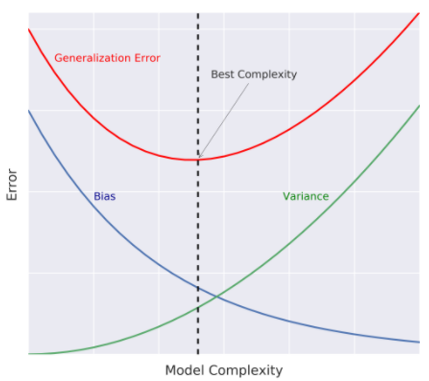 Generalization Error
Best Complexity
Bias
Variance
Error
Model Complexity